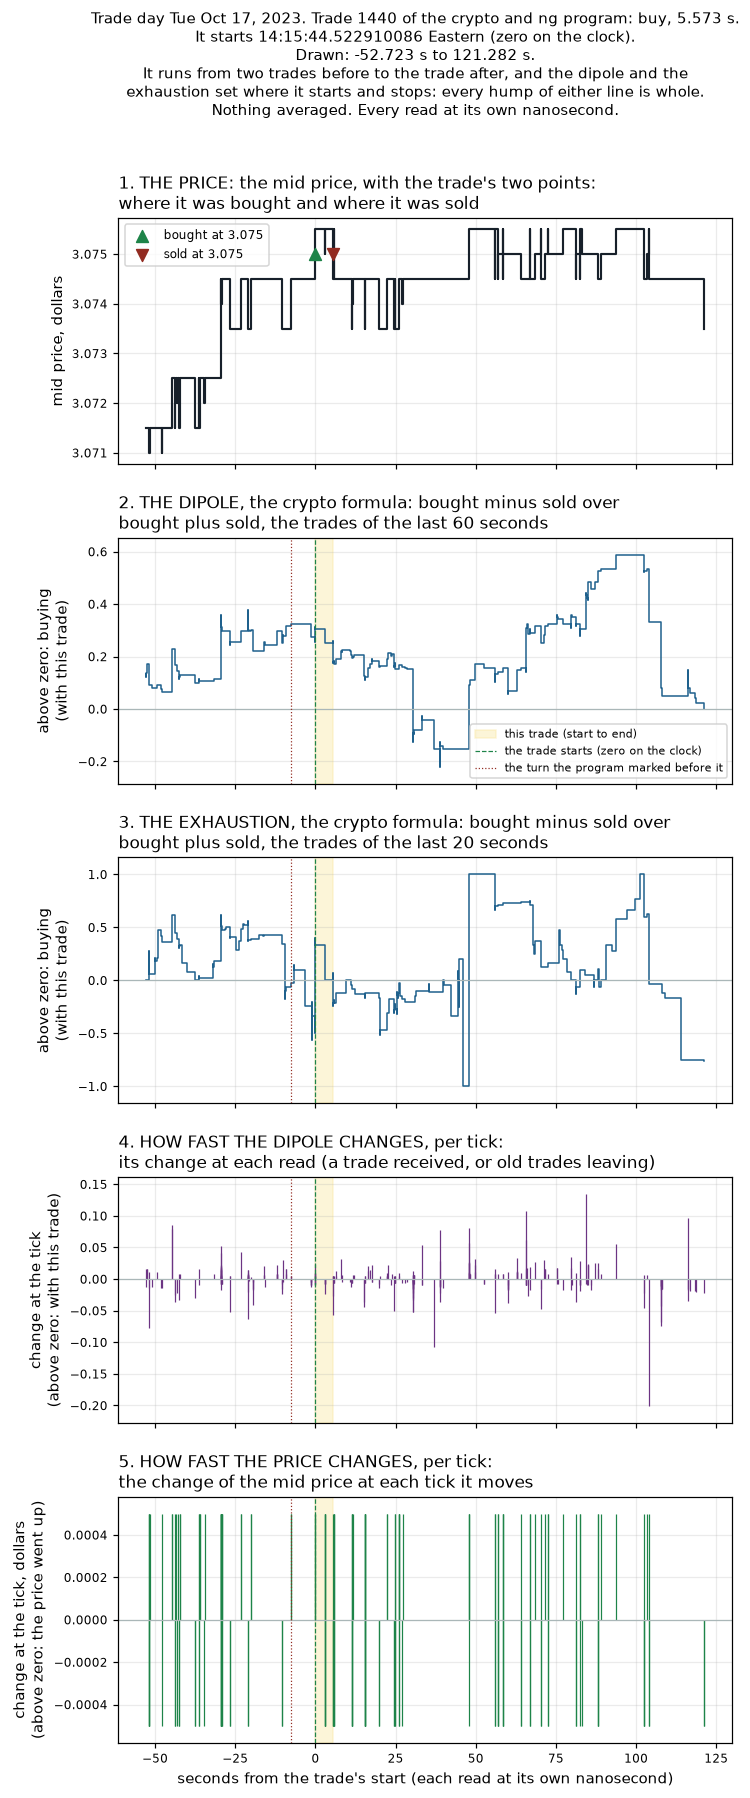 Trade day Tue Oct 17, 2023. Trade 1440 of the crypto and ng program: buy, 5.573 s.
It starts 14:15:44.522910086 Eastern (zero on the clock).
Drawn: -52.723 s to 121.282 s.
It runs from two trades before to the trade after, and the dipole and the
exhaustion set where it starts and stops: every hump of either line is whole.
Nothing averaged. Every read at its own nanosecond.
1. THE PRICE: the mid price, with the trade's two points:
where it was bought and where it was sold
bought at 3.075
sold at 3.075
mid price, dollars
3.075
3.074
3.073
3.072
3.071
2. THE DIPOLE, the crypto formula: bought minus sold over
bought plus sold, the trades of the last 60 seconds
above zero: buying
(with this trade)
0.6
0.4
0.2
0.0
−0.2
this trade (start to end)
the trade starts (zero on the clock)
the turn the program marked before it
3. THE EXHAUSTION, the crypto formula: bought minus sold over
bought plus sold, the trades of the last 20 seconds
above zero: buying
(with this trade)
1.0
0.5
0.0
−0.5
−1.0
4. HOW FAST THE DIPOLE CHANGES, per tick:
its change at each read (a trade received, or old trades leaving)
change at the tick
(above zero: with this trade)
0.15
0.10
0.05
0.00
−0.05
−0.10
−0.15
−0.20
5. HOW FAST THE PRICE CHANGES, per tick:
the change of the mid price at each tick it moves
change at the tick, dollars
(above zero: the price went up)
0.0004
0.0002
0.0000
−0.0002
−0.0004
−50
−25
0
25
50
75
100
125
seconds from the trade's start (each read at its own nanosecond)